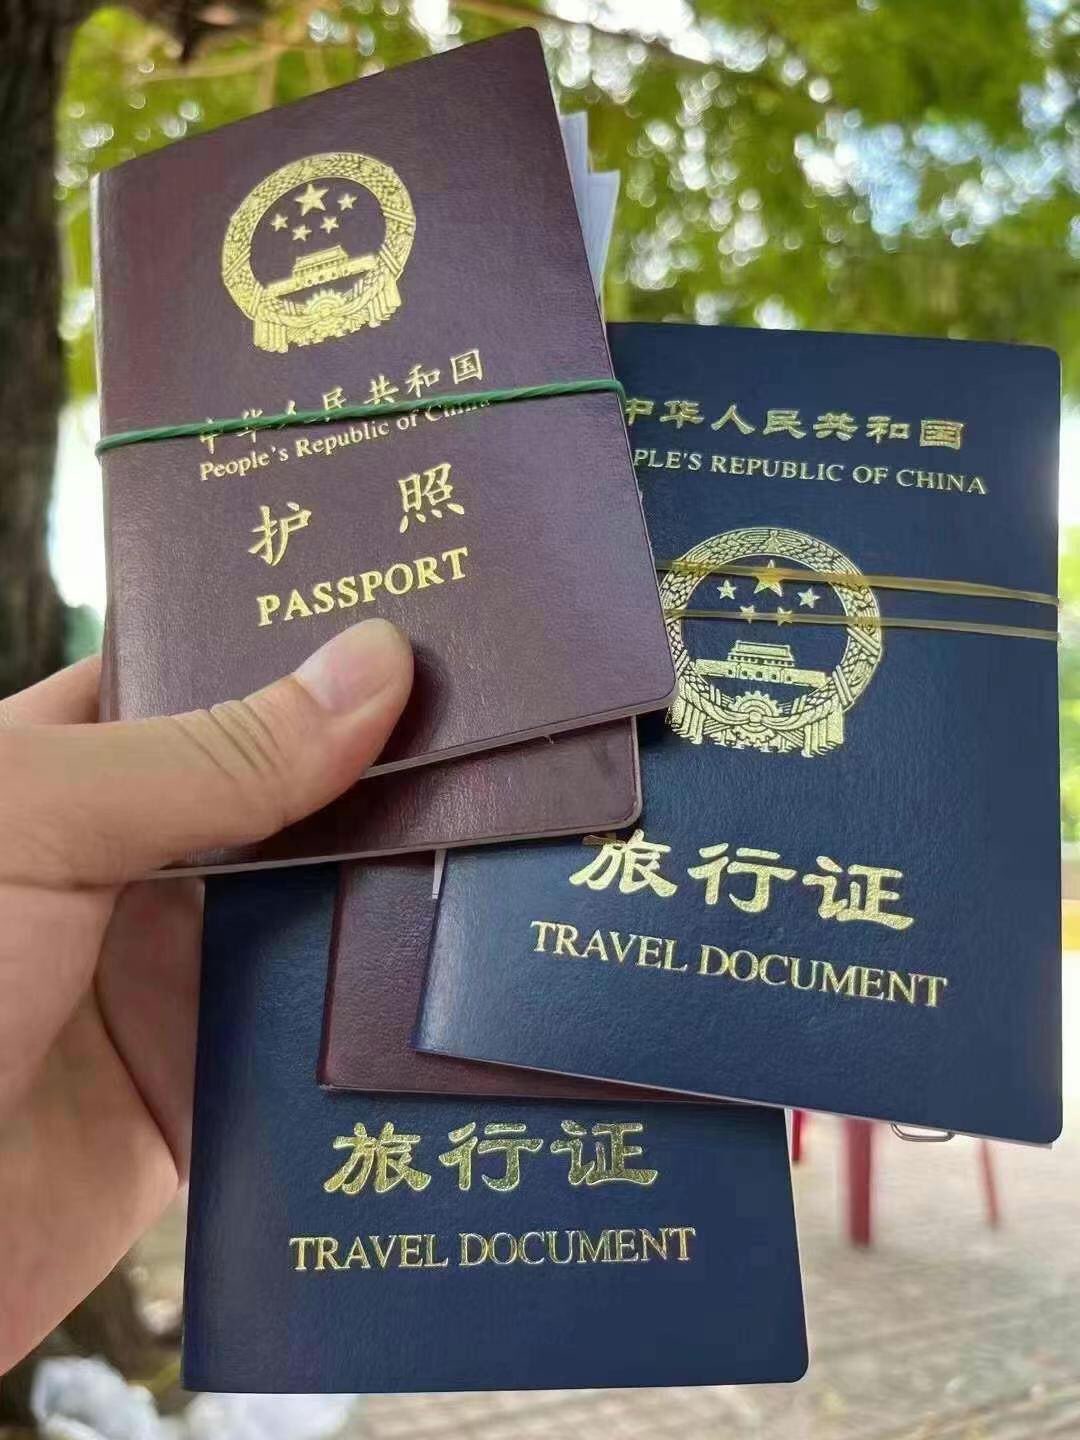 中华人民共和国
People's Republic of China
护 照
PASSPORT
中华人民共和国
PLE'S REPUBLIC OF CHINA
旅行证
TRAVEL DOCUMENT
旅行证
TRAVEL DOCUMENT